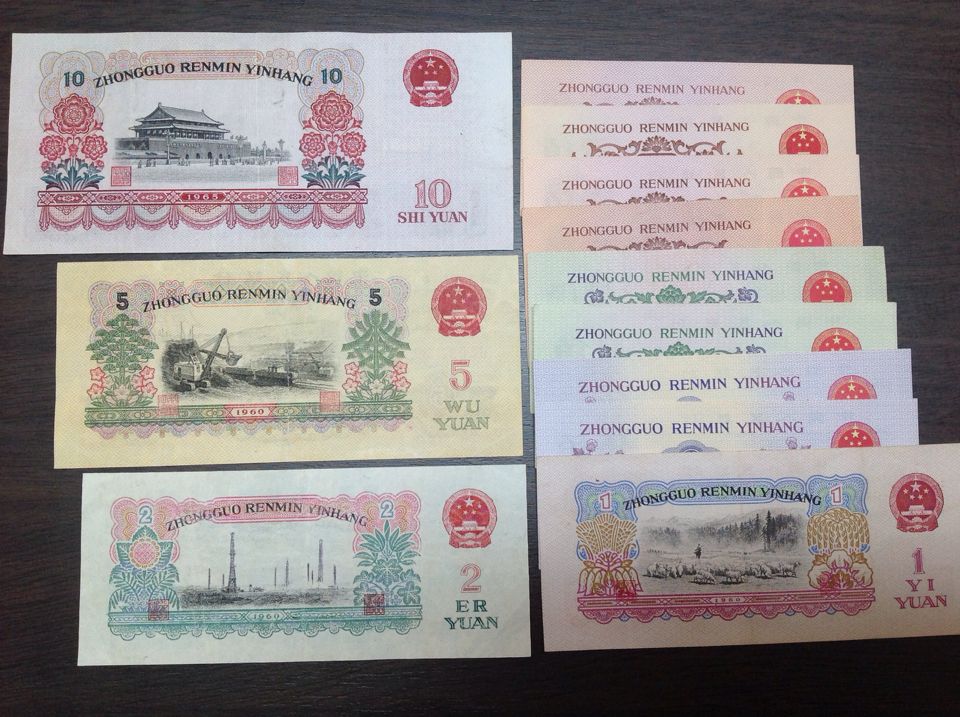 10 ZHONGGUO RENMIN YINHANG 10
1965
10
SHI YUAN
5 ZHONGGUO RENMIN YINHANG 5
1960
5
WU
YUAN
2 ZHONGGUO RENMIN YINHANG 2
1960
2
ER
YUAN
ZHONGGUO RENMIN YINHANG
ZHONGGUO RENMIN YINHANG
ZHONGGUO RENMIN YINHANG
ZHONGGUO RENMIN YINHANG
ZHONGGUO RENMIN YINHANG
ZHONGGUO RENMIN YINHANG
ZHONGGUO RENMIN YINHANG
ZHONGGUO RENMIN YINHANG
1 ZHONGGUO RENMIN YINHANG 1
1960
1
YI
YUAN